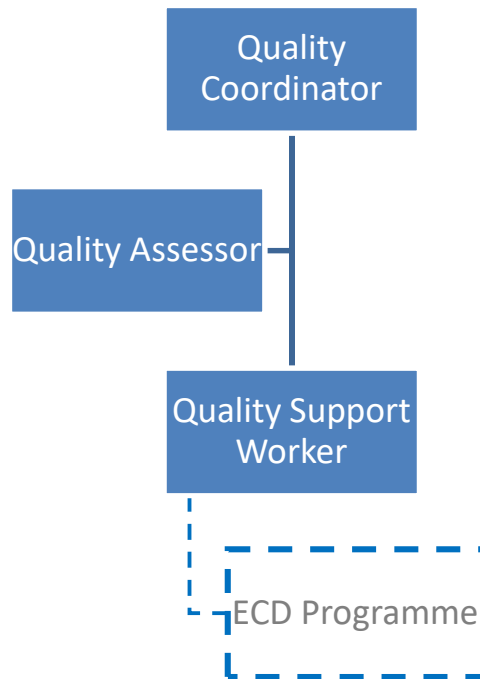 Quality
Coordinator
Quality Assessor
Quality Support
Worker
ECD Programme